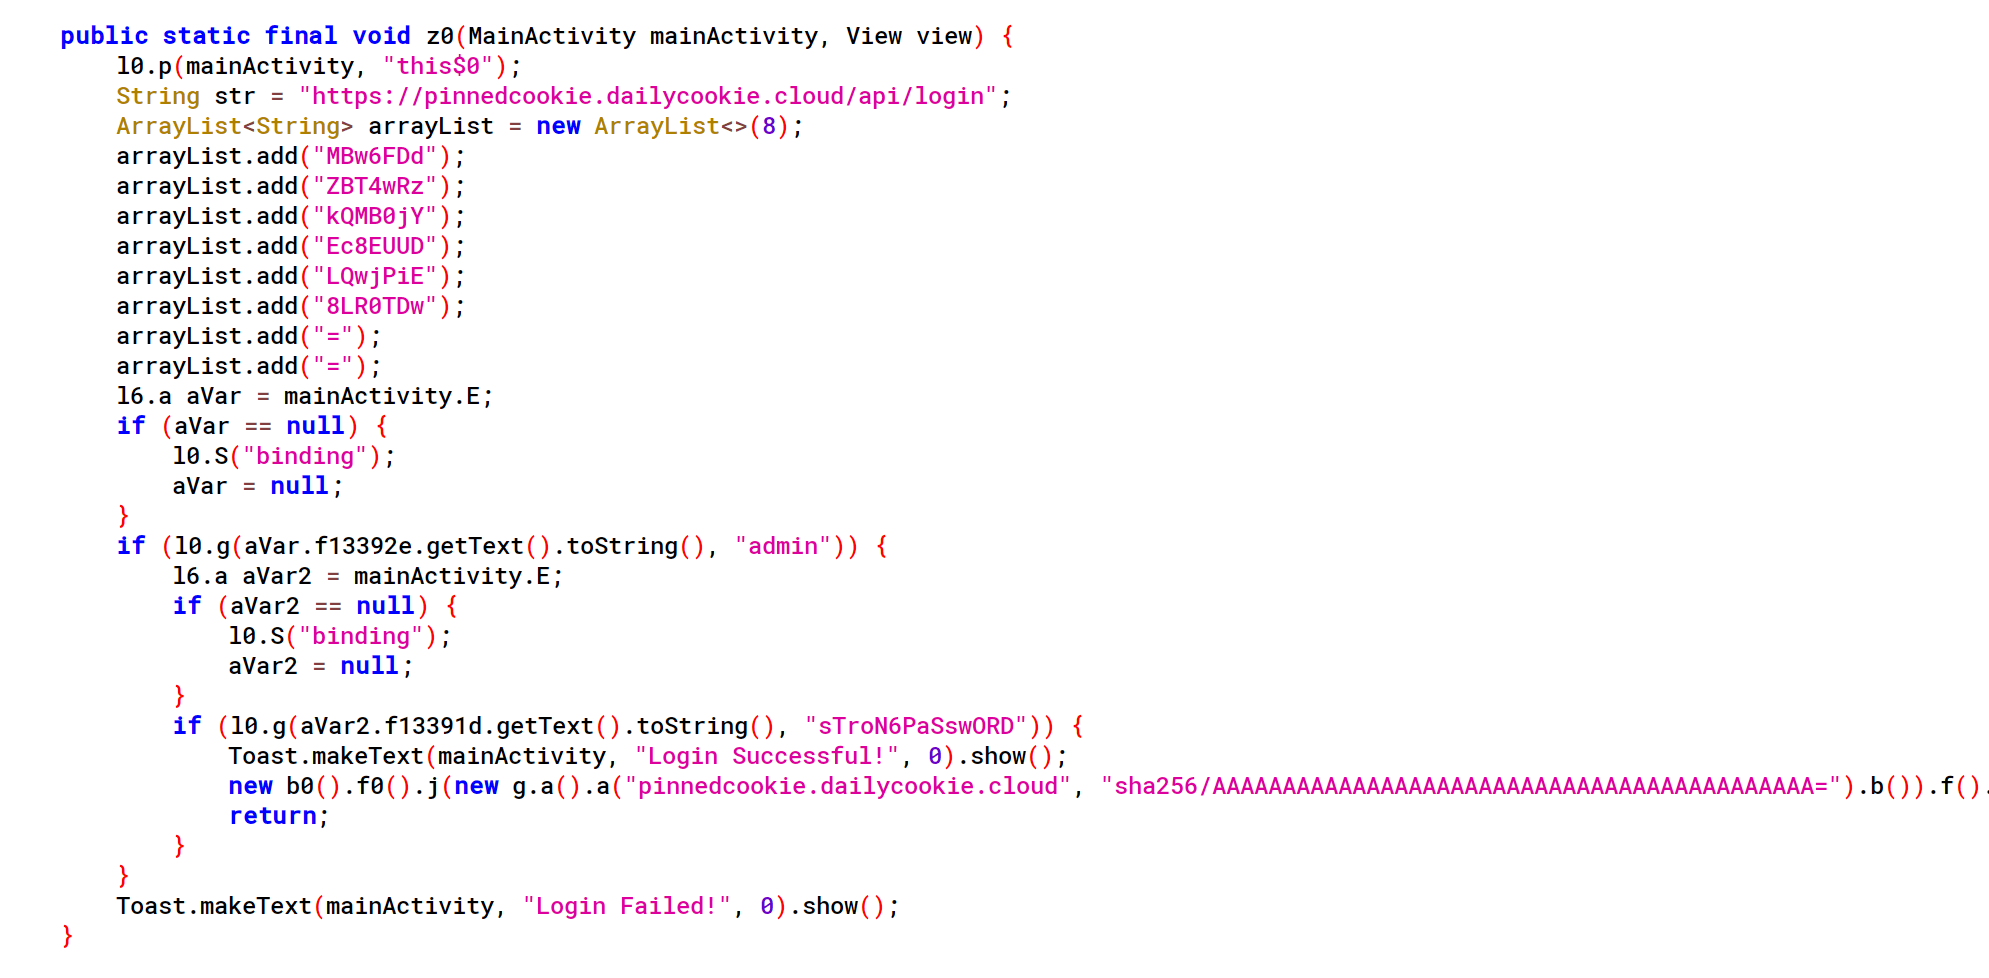 public static final void z0(MainActivity mainActivity, View view) {
    l0.p(mainActivity, "this$0");
    String str = "https://pinnedcookie.dailycookie.cloud/api/login";
    ArrayList<String> arrayList = new ArrayList<>(8);
    arrayList.add("MBw6FDd");
    arrayList.add("ZBT4wRz");
    arrayList.add("kQMB0jY");
    arrayList.add("Ec8EUUD");
    arrayList.add("LQwjPiE");
    arrayList.add("8LR0TDw");
    arrayList.add("=");
    arrayList.add("=");
    l6.a aVar = mainActivity.E;
    if (aVar == null) {
        l0.S("binding");
        aVar = null;
    }
    if (l0.g(aVar.f13392e.getText().toString(), "admin")) {
        l6.a aVar2 = mainActivity.E;
        if (aVar2 == null) {
            l0.S("binding");
            aVar2 = null;
        }
        if (l0.g(aVar2.f13391d.getText().toString(), "sTroN6PaSswORD")) {
            Toast.makeText(mainActivity, "Login Successful!", 0).show();
            new b0().f0().j(new g.a().a("pinnedcookie.dailycookie.cloud", "sha256/AAAAAAAAAAAAAAAAAAAAAAAAAAAAAAAAAAAAAAAAAAA=").b()).f().
            return;
        }
    }
    Toast.makeText(mainActivity, "Login Failed!", 0).show();
}